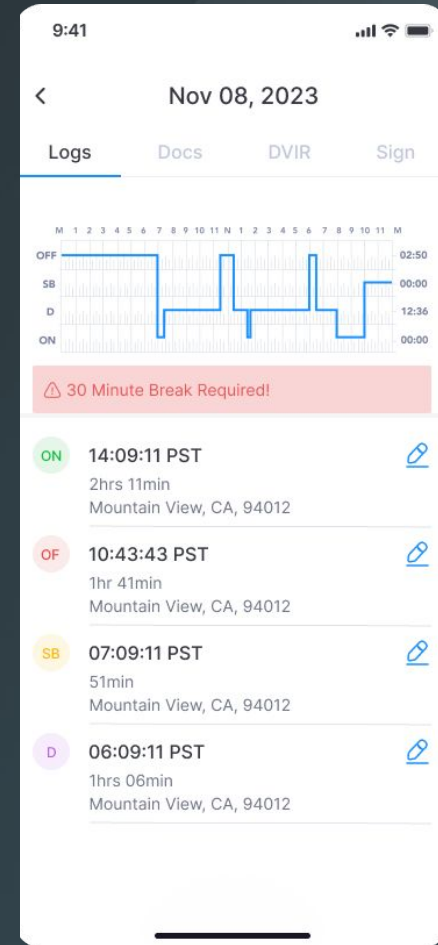 9:41
Nov 08, 2023
Logs Docs DVIR Sign
M 1 2 3 4 5 6 7 8 9 10 11 N 1 2 3 4 5 6 7 8 9 10 11 M
OFF 02:50
SB 00:00
D 12:36
ON 00:00
30 Minute Break Required!
ON 14:09:11 PST
2hrs 11min
Mountain View, CA, 94012
OF 10:43:43 PST
1hr 41min
Mountain View, CA, 94012
SB 07:09:11 PST
51min
Mountain View, CA, 94012
D 06:09:11 PST
1hrs 06min
Mountain View, CA, 94012